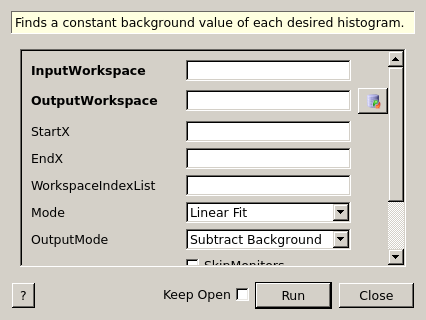 Finds a constant background value of each desired histogram.
InputWorkspace
OutputWorkspace
StartX
EndX
WorkspaceIndexList
Mode Linear Fit
OutputMode Subtract Background
SkipMonitors
? Keep Open Run Close